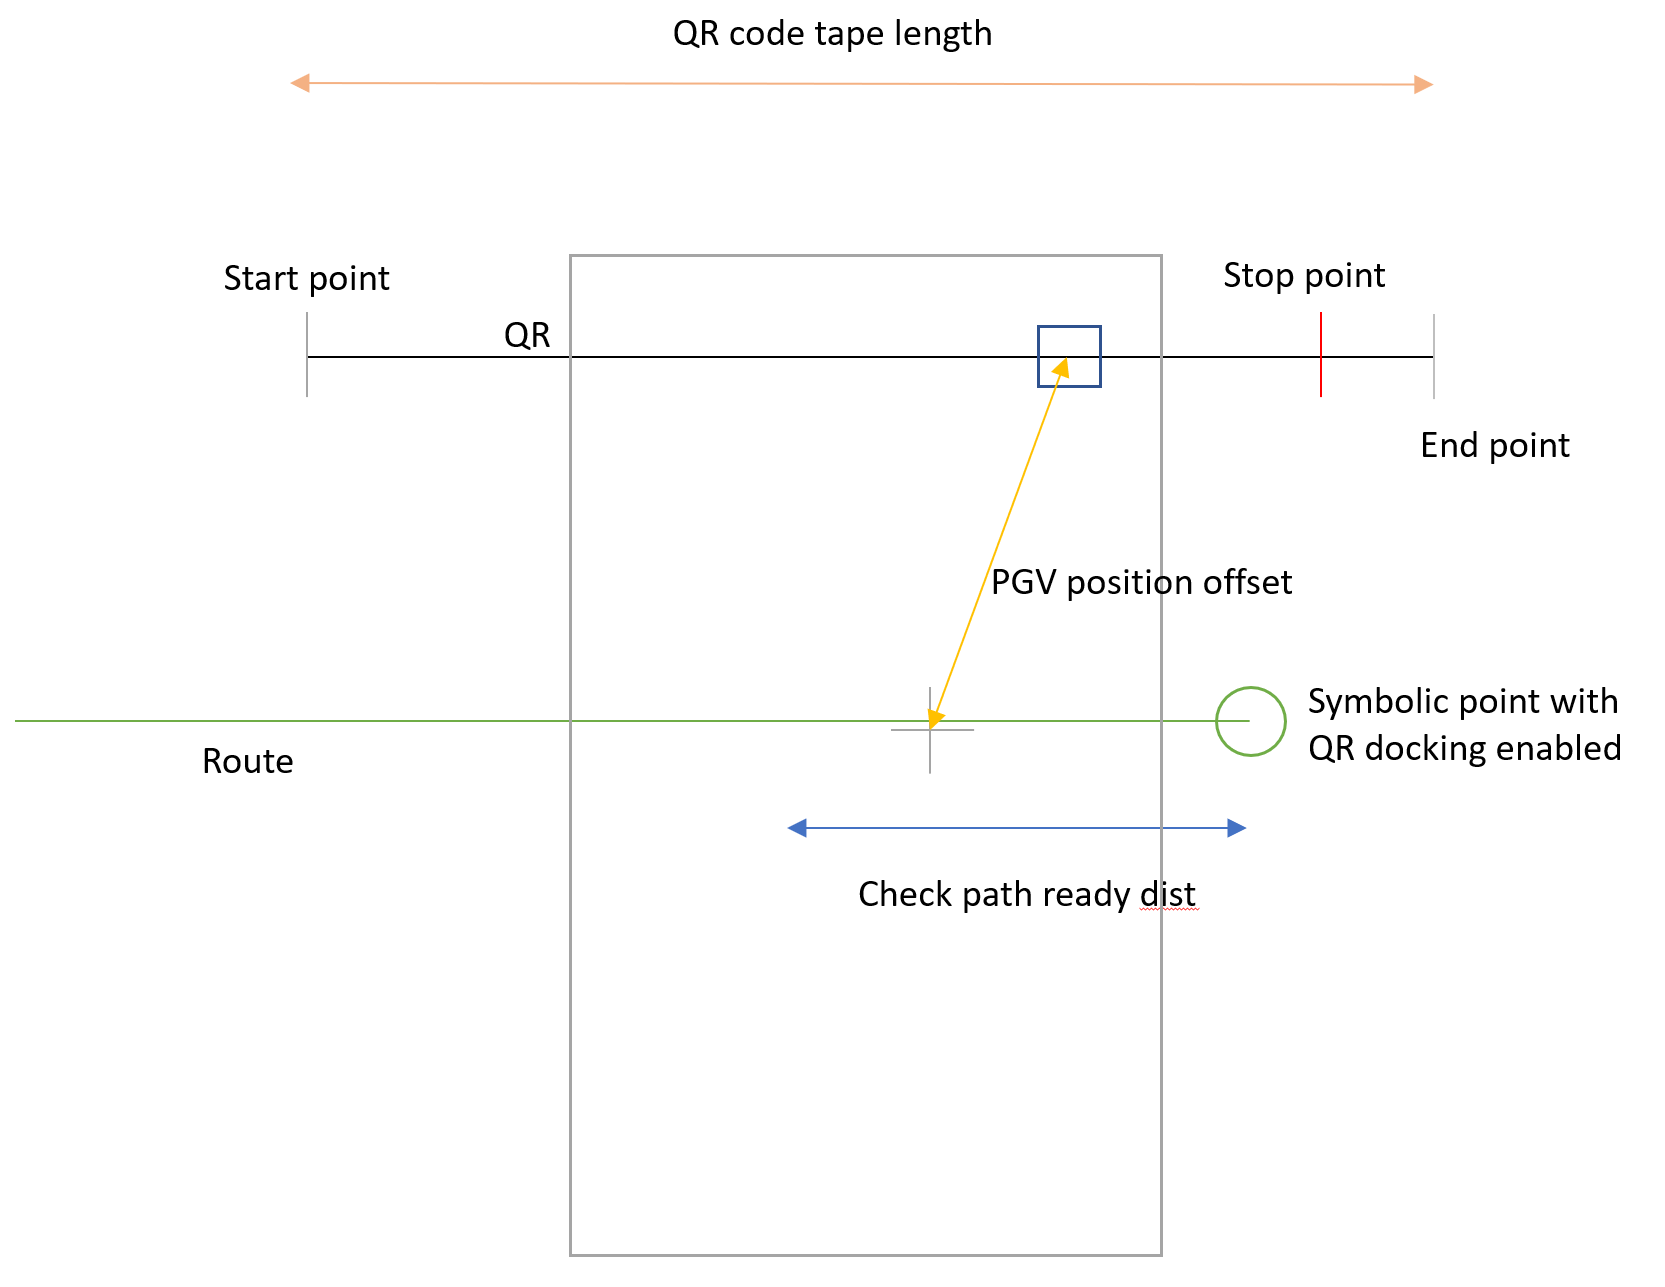 QR code tape length
Start point
Stop point
QR
End point
PGV position offset
Symbolic point with
QR docking enabled
Route
Check path ready dist